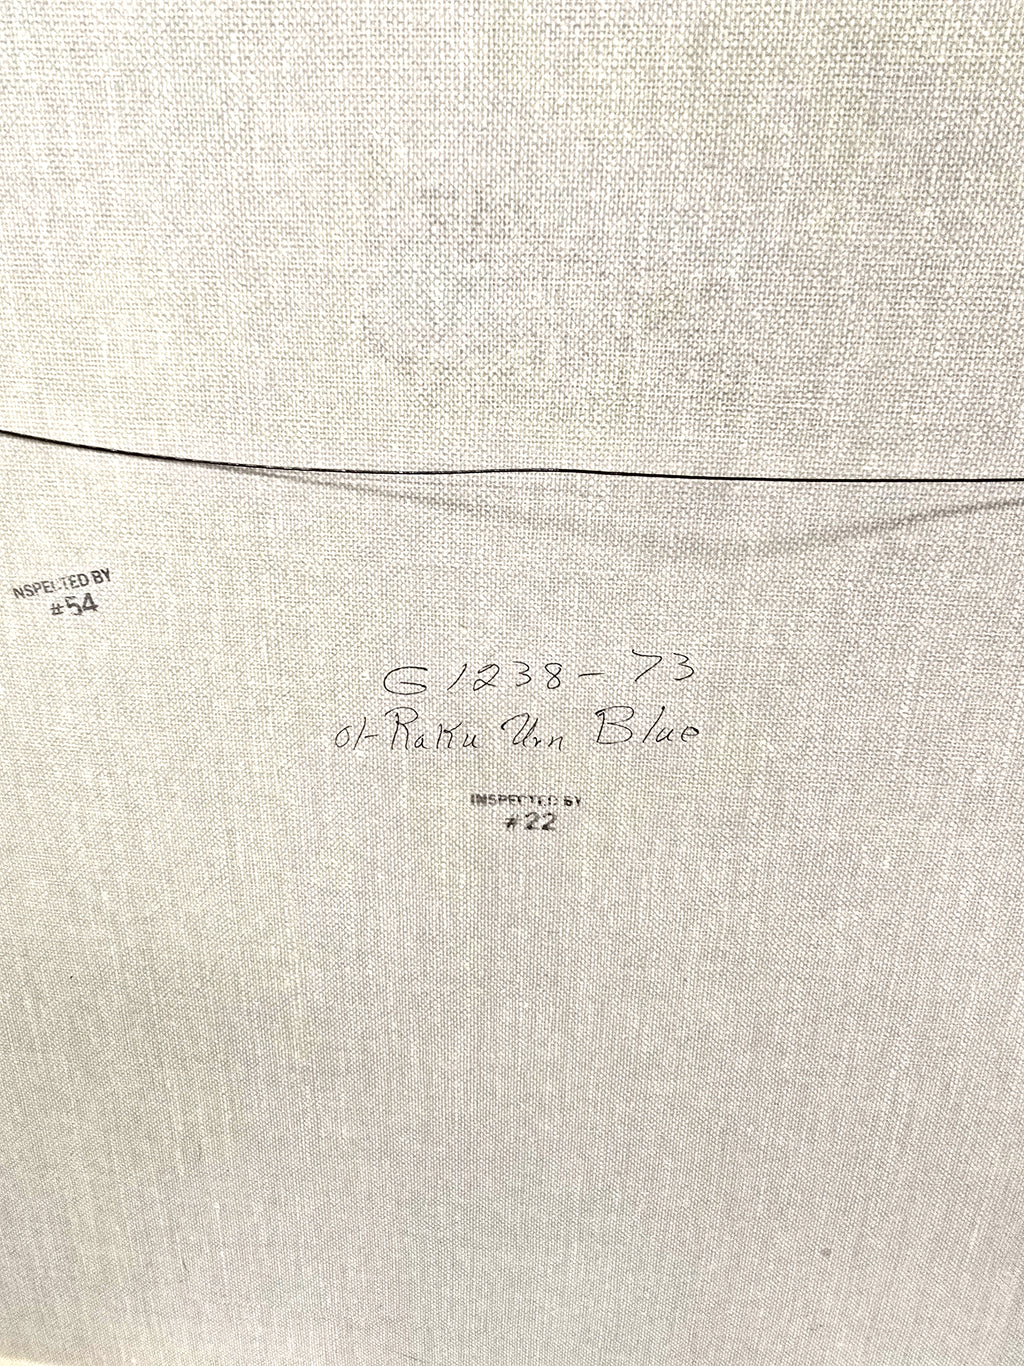 NSPECTED BY
#54
G1238-73
01-Raku Urn Blue
INSPECTED BY
#22